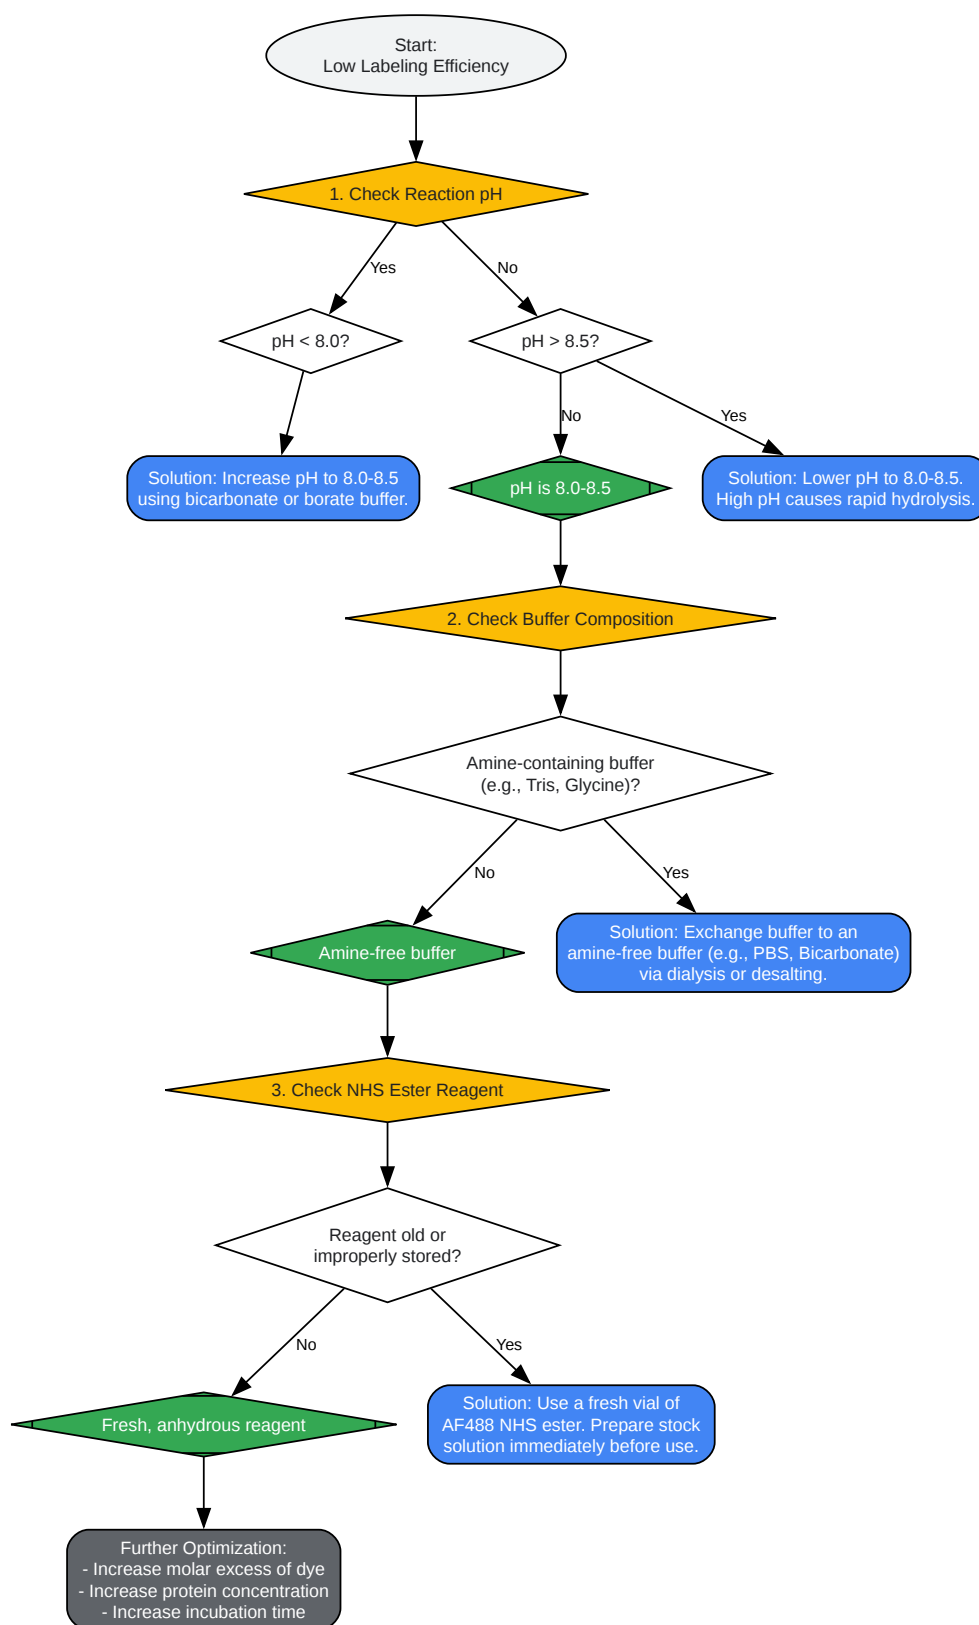 Start:
Low Labeling Efficiency
1. Check Reaction pH
Yes
No
pH < 8.0?
pH > 8.5?
No
Yes
Solution: Increase pH to 8.0-8.5
using bicarbonate or borate buffer.
pH is 8.0-8.5
Solution: Lower pH to 8.0-8.5.
High pH causes rapid hydrolysis.
2. Check Buffer Composition
Amine-containing buffer
(e.g., Tris, Glycine)?
No
Yes
Amine-free buffer
Solution: Exchange buffer to an
amine-free buffer (e.g., PBS, Bicarbonate)
via dialysis or desalting.
3. Check NHS Ester Reagent
Reagent old or
improperly stored?
No
Yes
Fresh, anhydrous reagent
Solution: Use a fresh vial of
AF488 NHS ester. Prepare stock
solution immediately before use.
Further Optimization:
- Increase molar excess of dye
- Increase protein concentration
- Increase incubation time